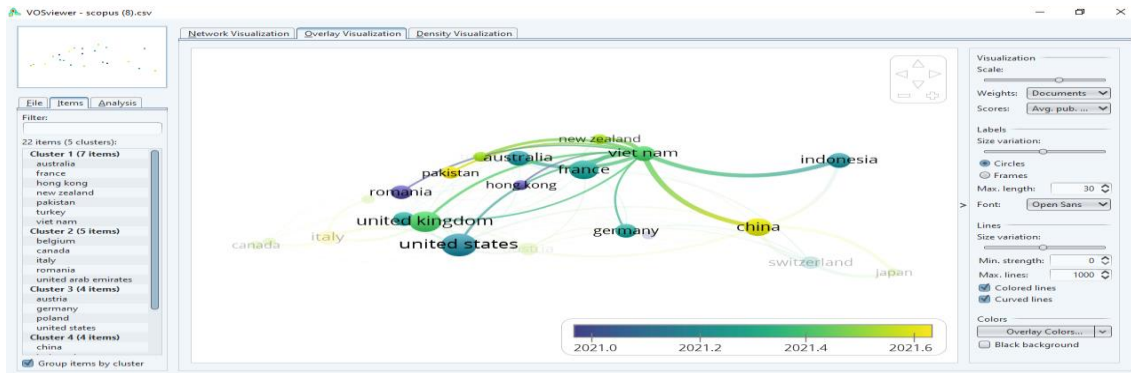 VOSviewer - scopus (8).csv
Network Visualization Overlay Visualization Density Visualization
File Items Analysis
Filter:
22 items (5 clusters):
Cluster 1 (7 items)
australia
france
hong kong
new zealand
pakistan
turkey
viet nam
Cluster 2 (5 items)
belgium
canada
italy
romania
united arab emirates
Cluster 3 (4 items)
austria
germany
poland
united states
Cluster 4 (4 items)
china
Group items by cluster
new zealand
australia
viet nam
pakistan
france
indonesia
hong kong
romania
united kingdom
germany
china
canada
italy
united states
switzerland
japan
2021.0 2021.2 2021.4 2021.6
Visualization
Scale:
Weights: Documents
Scores: Avg. pub. ...
Labels
Size variation:
Circles
Frames
Max. length: 30
Font: Open Sans
Lines
Size variation:
Min. strength: 0
Max. lines: 1000
Colored lines
Curved lines
Colors
Overlay Colors...
Black background